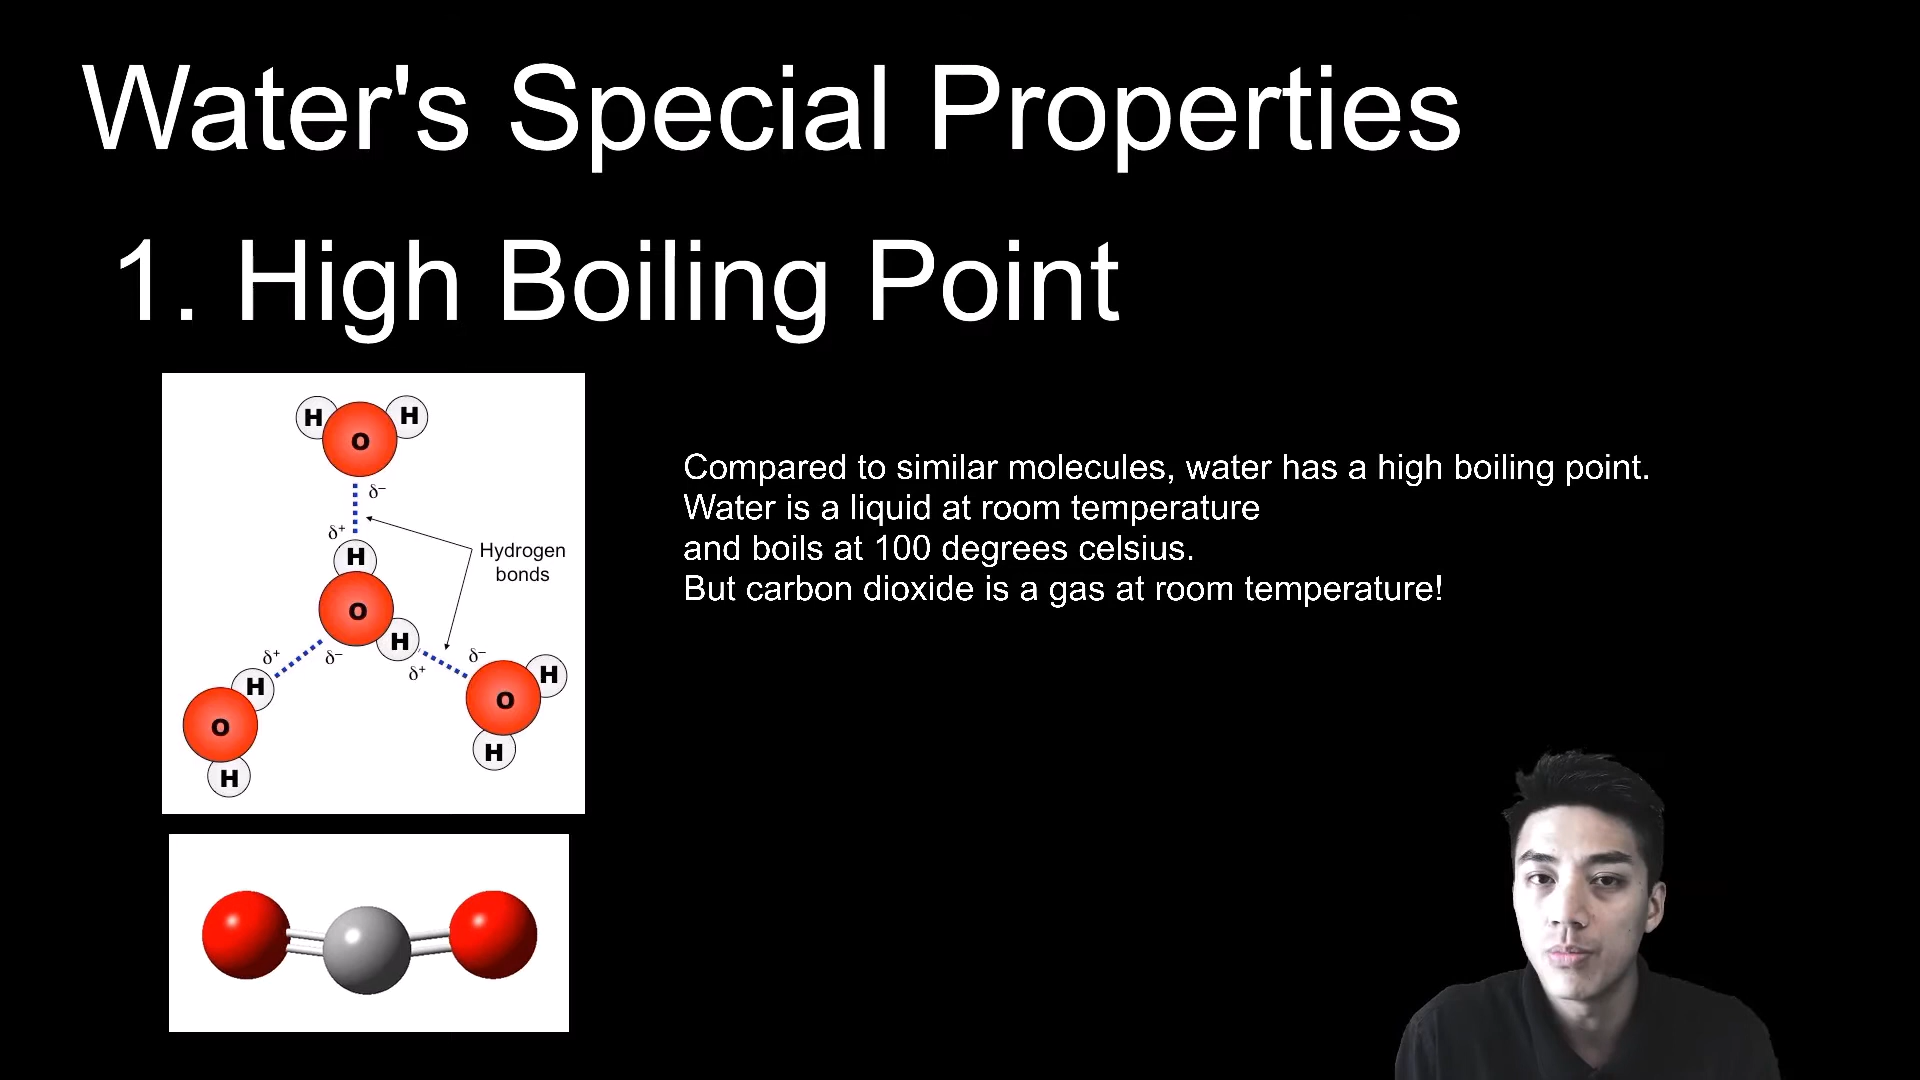 Water's Special Properties
1. High Boiling Point
H
H
O
δ⁻
δ⁺
H
Hydrogen
bonds
O
H
δ⁺
δ⁻
δ⁻
δ⁺
H
H
O
O
H
H
Compared to similar molecules, water has a high boiling point.
Water is a liquid at room temperature
and boils at 100 degrees celsius.
But carbon dioxide is a gas at room temperature!